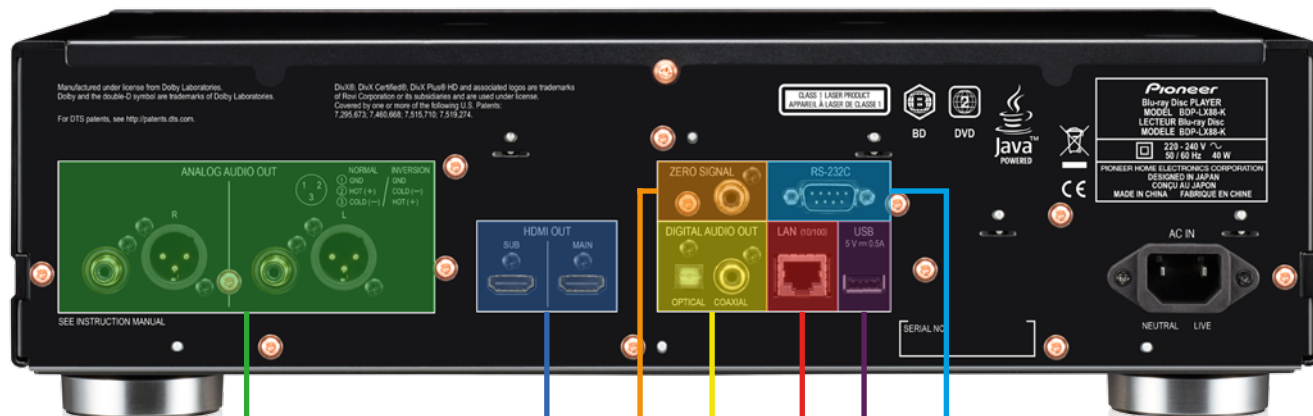 Manufactured under license from Dolby Laboratories.
Dolby and the double-D symbol are trademarks of Dolby Laboratories.
For DTS patents, see http://patents.dts.com.
DivX®, DivX Certified®, DivX Plus® HD and associated logos are trademarks
of Rovi Corporation or its subsidiaries and are used under license.
Covered by one or more of the following U.S. Patents:
7,295,673; 7,460,668; 7,515,710; 7,519,274.
CLASS 1 LASER PRODUCT
APPAREIL À LASER DE CLASSE 1
B
BD
2
DVD
Java™
POWERED
CE
Pioneer
Blu-ray Disc PLAYER
MODEL BDP-LX88-K
LECTEUR Blu-ray Disc
MODELE BDP-LX88-K
220 - 240 V ~
50 / 60 Hz 40 W
PIONEER HOME ELECTRONICS CORPORATION
DESIGNED IN JAPAN
CONÇU AU JAPON
MADE IN CHINA FABRIQUE EN CHINE
ANALOG AUDIO OUT
1 2
3
NORMAL / INVERSION
① GND GND
② HOT (+) COLD (−)
③ COLD (−) HOT (+)
R
L
SEE INSTRUCTION MANUAL
HDMI OUT
SUB
MAIN
ZERO SIGNAL
RS-232C
DIGITAL AUDIO OUT
OPTICAL
COAXIAL
LAN (10/100)
USB
5 V ⎓ 0.5A
SERIAL NO.
AC IN
NEUTRAL
LIVE